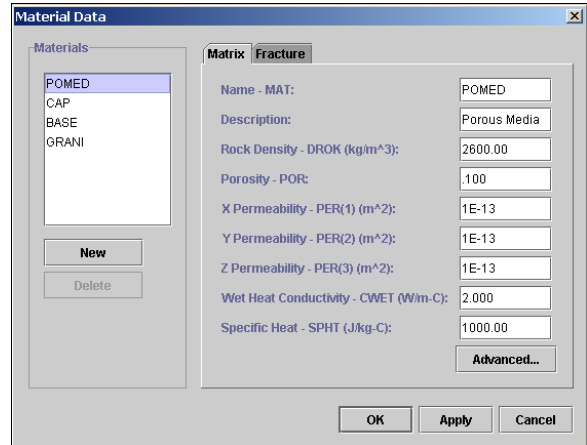 Material Data
Materials
POMED
CAP
BASE
GRANI
New
Delete
Matrix Fracture
Name - MAT: POMED
Description: Porous Media
Rock Density - DROK (kg/m^3): 2600.00
Porosity - POR: .100
X Permeability - PER(1) (m^2): 1E-13
Y Permeability - PER(2) (m^2): 1E-13
Z Permeability - PER(3) (m^2): 1E-13
Wet Heat Conductivity - CWET (W/m-C): 2.000
Specific Heat - SPHT (J/kg-C): 1000.00
Advanced...
OK Apply Cancel